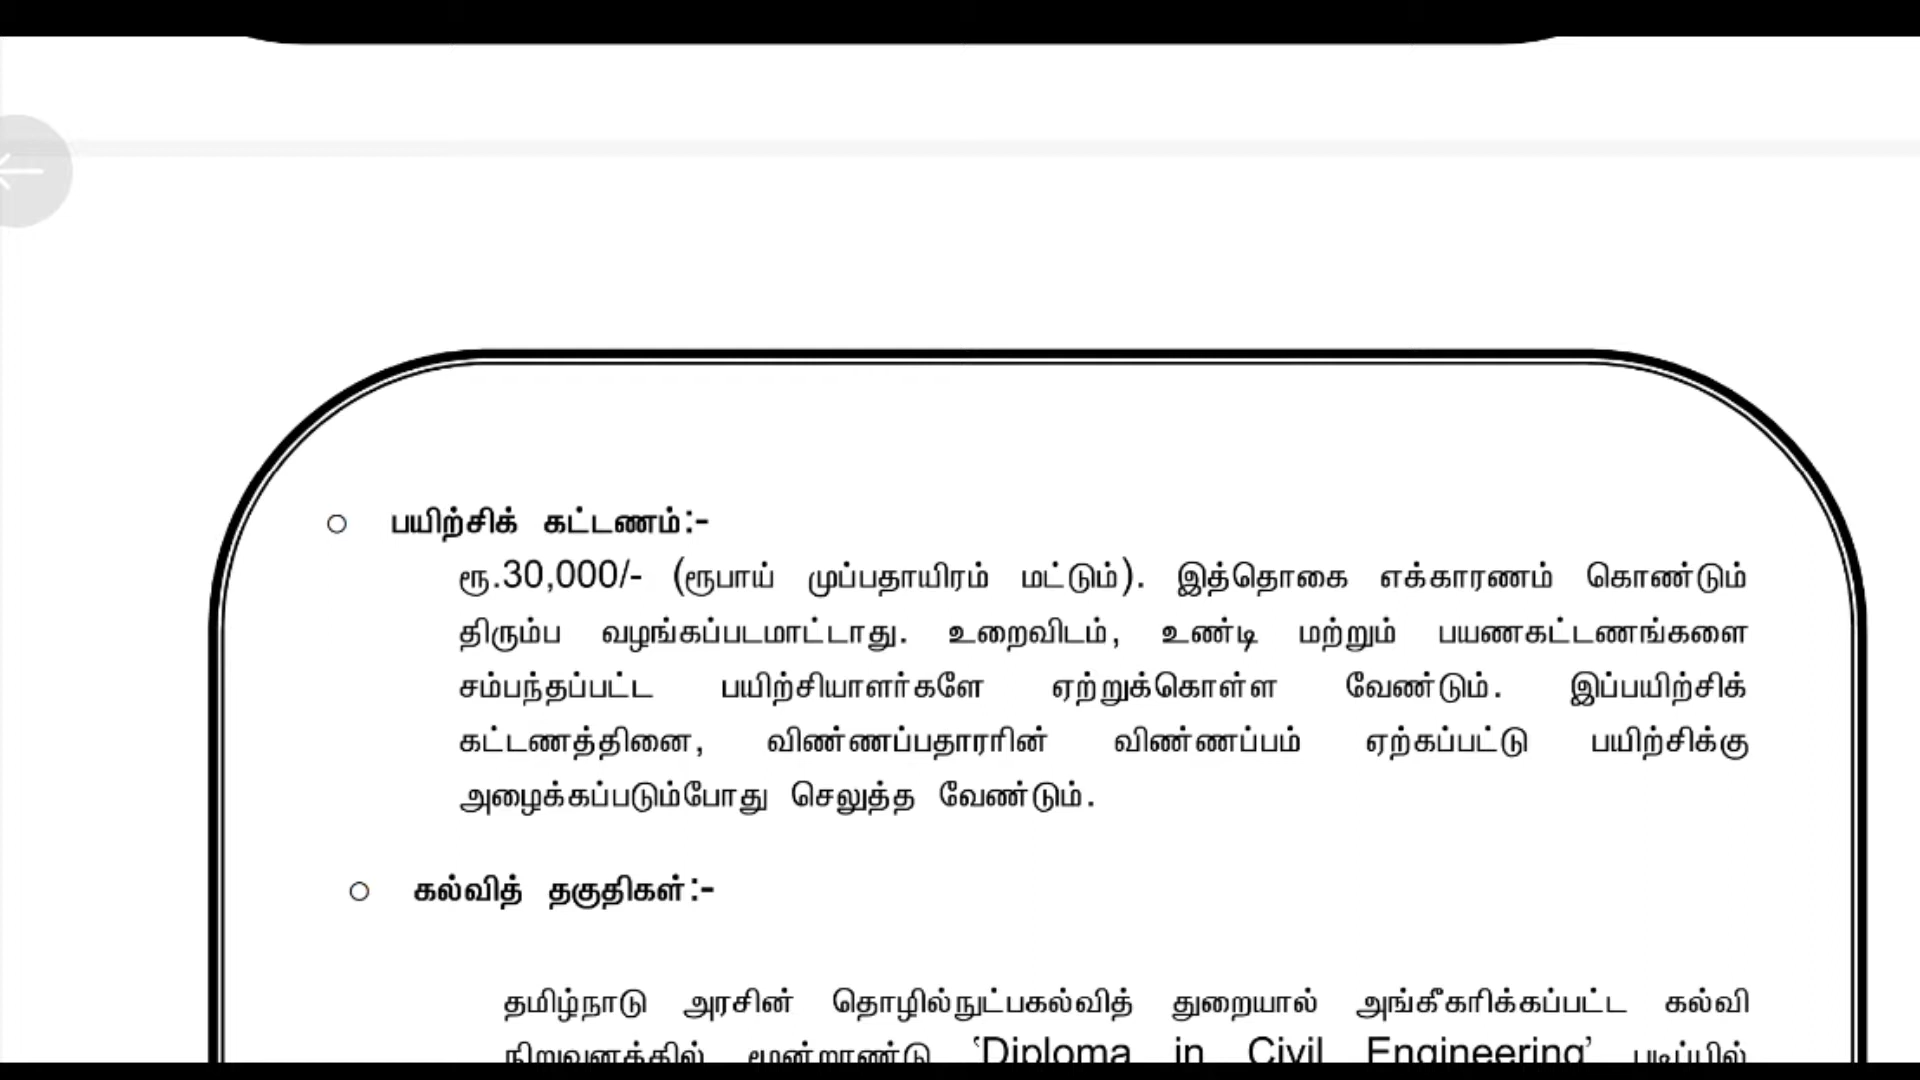 பயிற்சிக் கட்டணம்:-
ரூ.30,000/- (ரூபாய் முப்பதாயிரம் மட்டும்). இத்தொகை எக்காரணம் கொண்டும்
திரும்ப வழங்கப்படமாட்டாது. உறைவிடம், உண்டி மற்றும் பயணகட்டணங்களை
சம்பந்தப்பட்ட பயிற்சியாளர்களே ஏற்றுக்கொள்ள வேண்டும். இப்பயிற்சிக்
கட்டணத்தினை, விண்ணப்பதாரரின் விண்ணப்பம் ஏற்கப்பட்டு பயிற்சிக்கு
அழைக்கப்படும்போது செலுத்த வேண்டும்.
கல்வித் தகுதிகள்:-
தமிழ்நாடு அரசின் தொழில்நுட்பகல்வித் துறையால் அங்கீகரிக்கப்பட்ட கல்வி
நிறுவனத்தில் மூன்றாண்டு ‘Diploma in Civil Engineering’ படிப்பில்